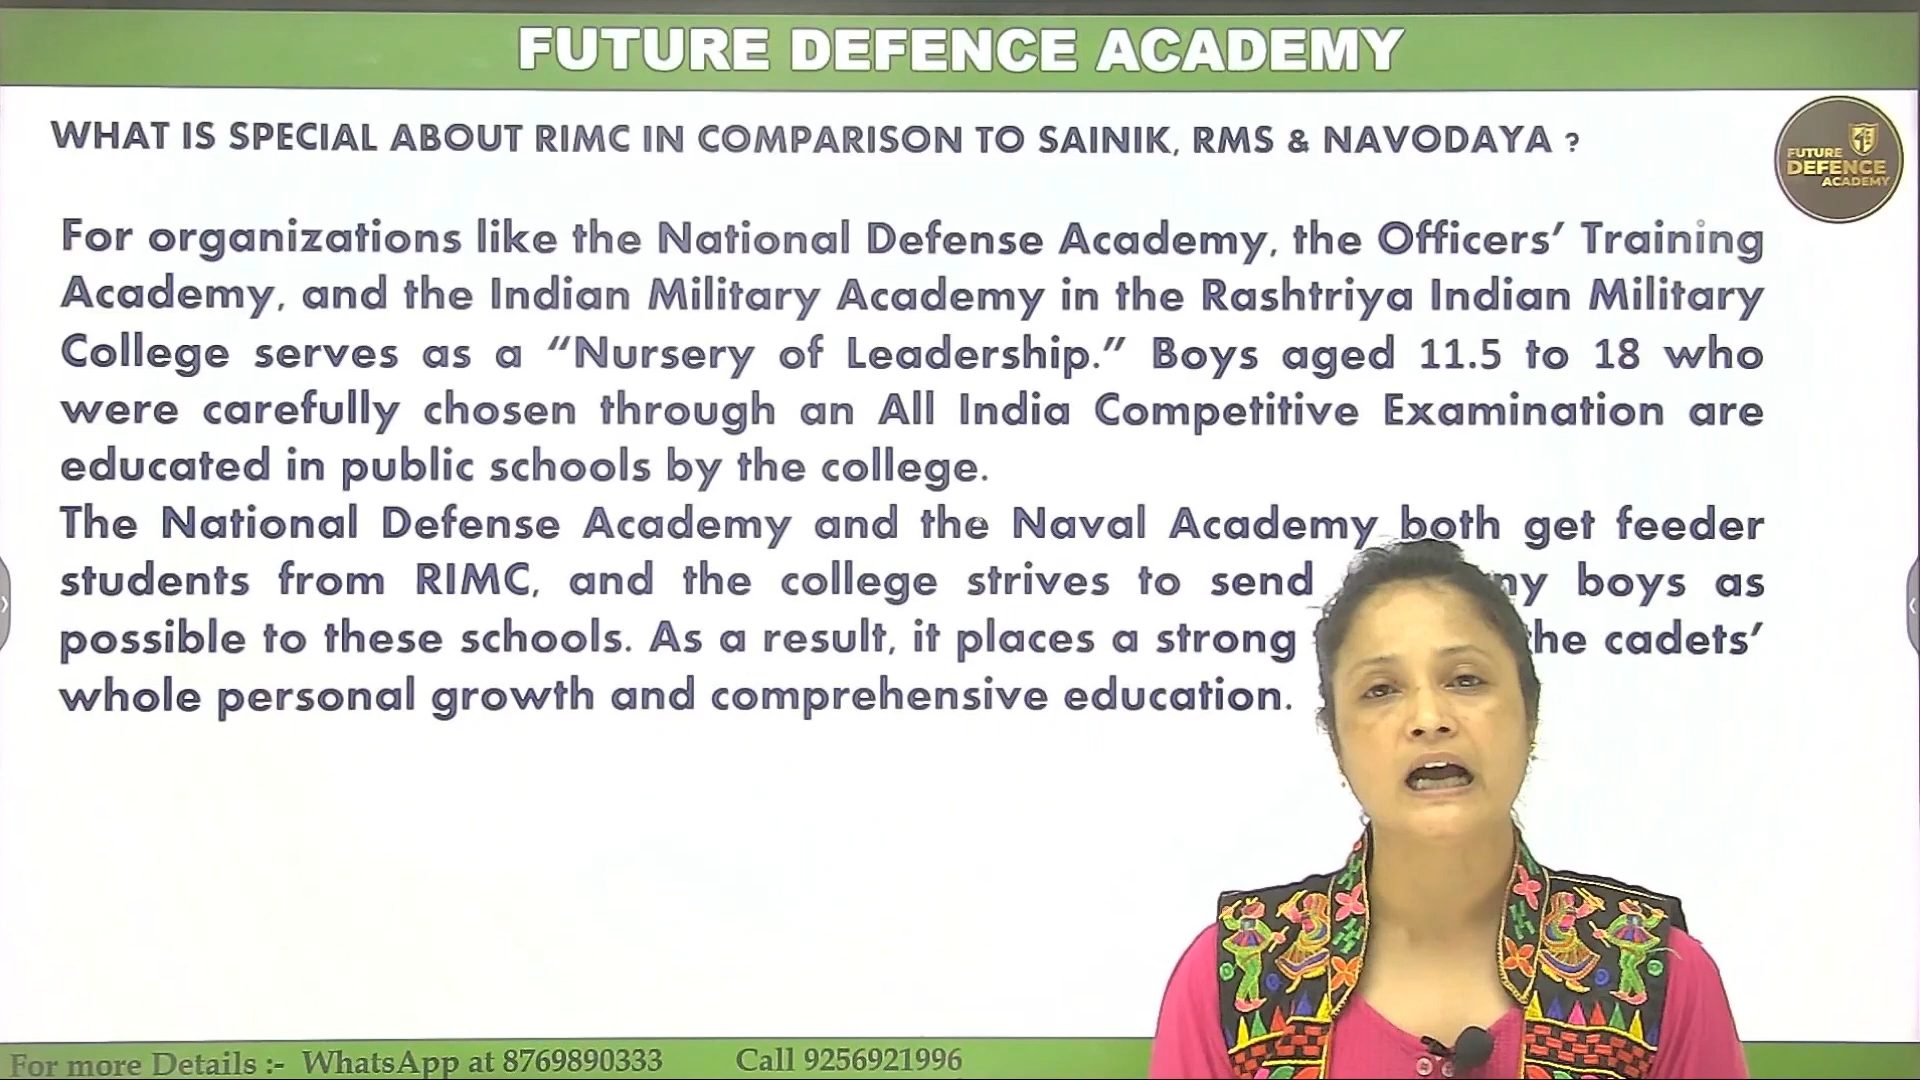 FUTURE DEFENCE ACADEMY
WHAT IS SPECIAL ABOUT RIMC IN COMPARISON TO SAINIK, RMS & NAVODAYA ?
FUTURE
DEFENCE
ACADEMY
For organizations like the National Defense Academy, the Officers’ Training
Academy, and the Indian Military Academy in the Rashtriya Indian Military
College serves as a “Nursery of Leadership.” Boys aged 11.5 to 18 who
were carefully chosen through an All India Competitive Examination are
educated in public schools by the college.
The National Defense Academy and the Naval Academy both get feeder
students from RIMC, and the college strives to send boys as
possible to these schools. As a result, it places a strong the cadets’
whole personal growth and comprehensive education.
For more Details :- WhatsApp at 8769890333 Call 9256921996